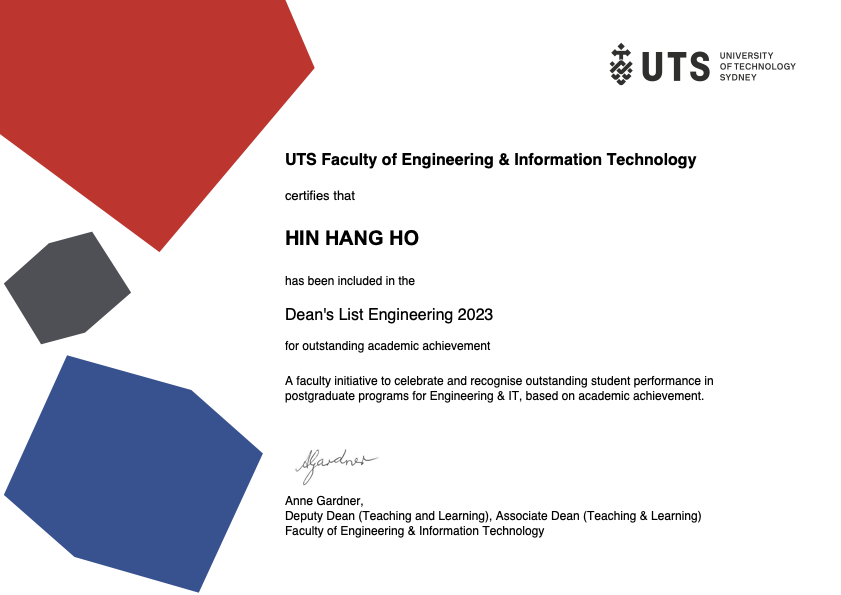 UTS
UNIVERSITY
OF TECHNOLOGY
SYDNEY
UTS Faculty of Engineering & Information Technology
certifies that
HIN HANG HO
has been included in the
Dean's List Engineering 2023
for outstanding academic achievement
A faculty initiative to celebrate and recognise outstanding student performance in
postgraduate programs for Engineering & IT, based on academic achievement.
AGardner
Anne Gardner,
Deputy Dean (Teaching and Learning), Associate Dean (Teaching & Learning)
Faculty of Engineering & Information Technology